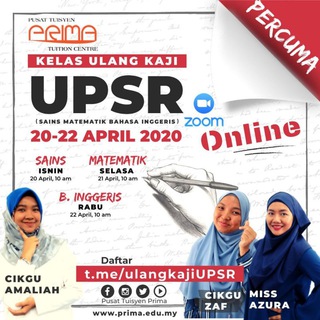 PUSAT TUISYEN
PRIMA
TUITION CENTRE
PERCUMA
KELAS ULANG KAJI
UPSR
zoom
(SAINS MATEMATIK BAHASA INGGERIS)
20-22 APRIL 2020
Online
SAINS
ISNIN
20 April, 10 am
MATEMATIK
SELASA
21 April, 10 am
B. INGGERIS
RABU
22 April, 10 am
Daftar
t.me/ulangkajiUPSR
CIKGU
AMALIAH
Pusat Tuisyen Prima
www.prima.edu.my
CIKGU
ZAF
MISS
AZURA